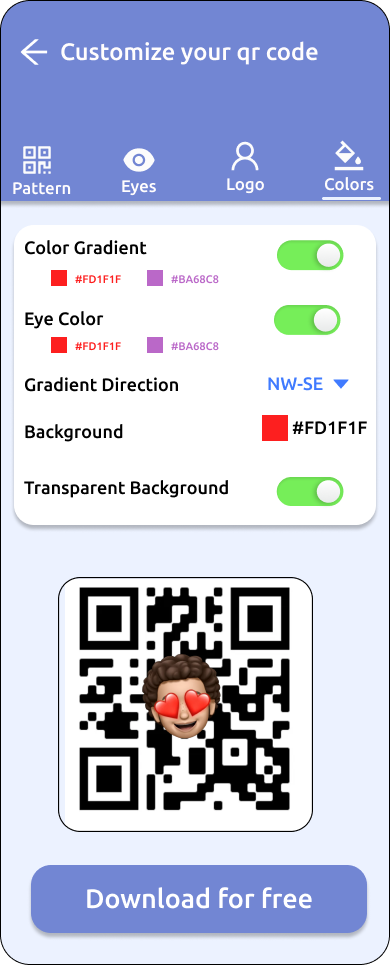 Customize your qr code
Pattern Eyes Logo Colors
Color Gradient
#FD1F1F #BA68C8
Eye Color
#FD1F1F #BA68C8
Gradient Direction NW-SE
Background #FD1F1F
Transparent Background
Download for free